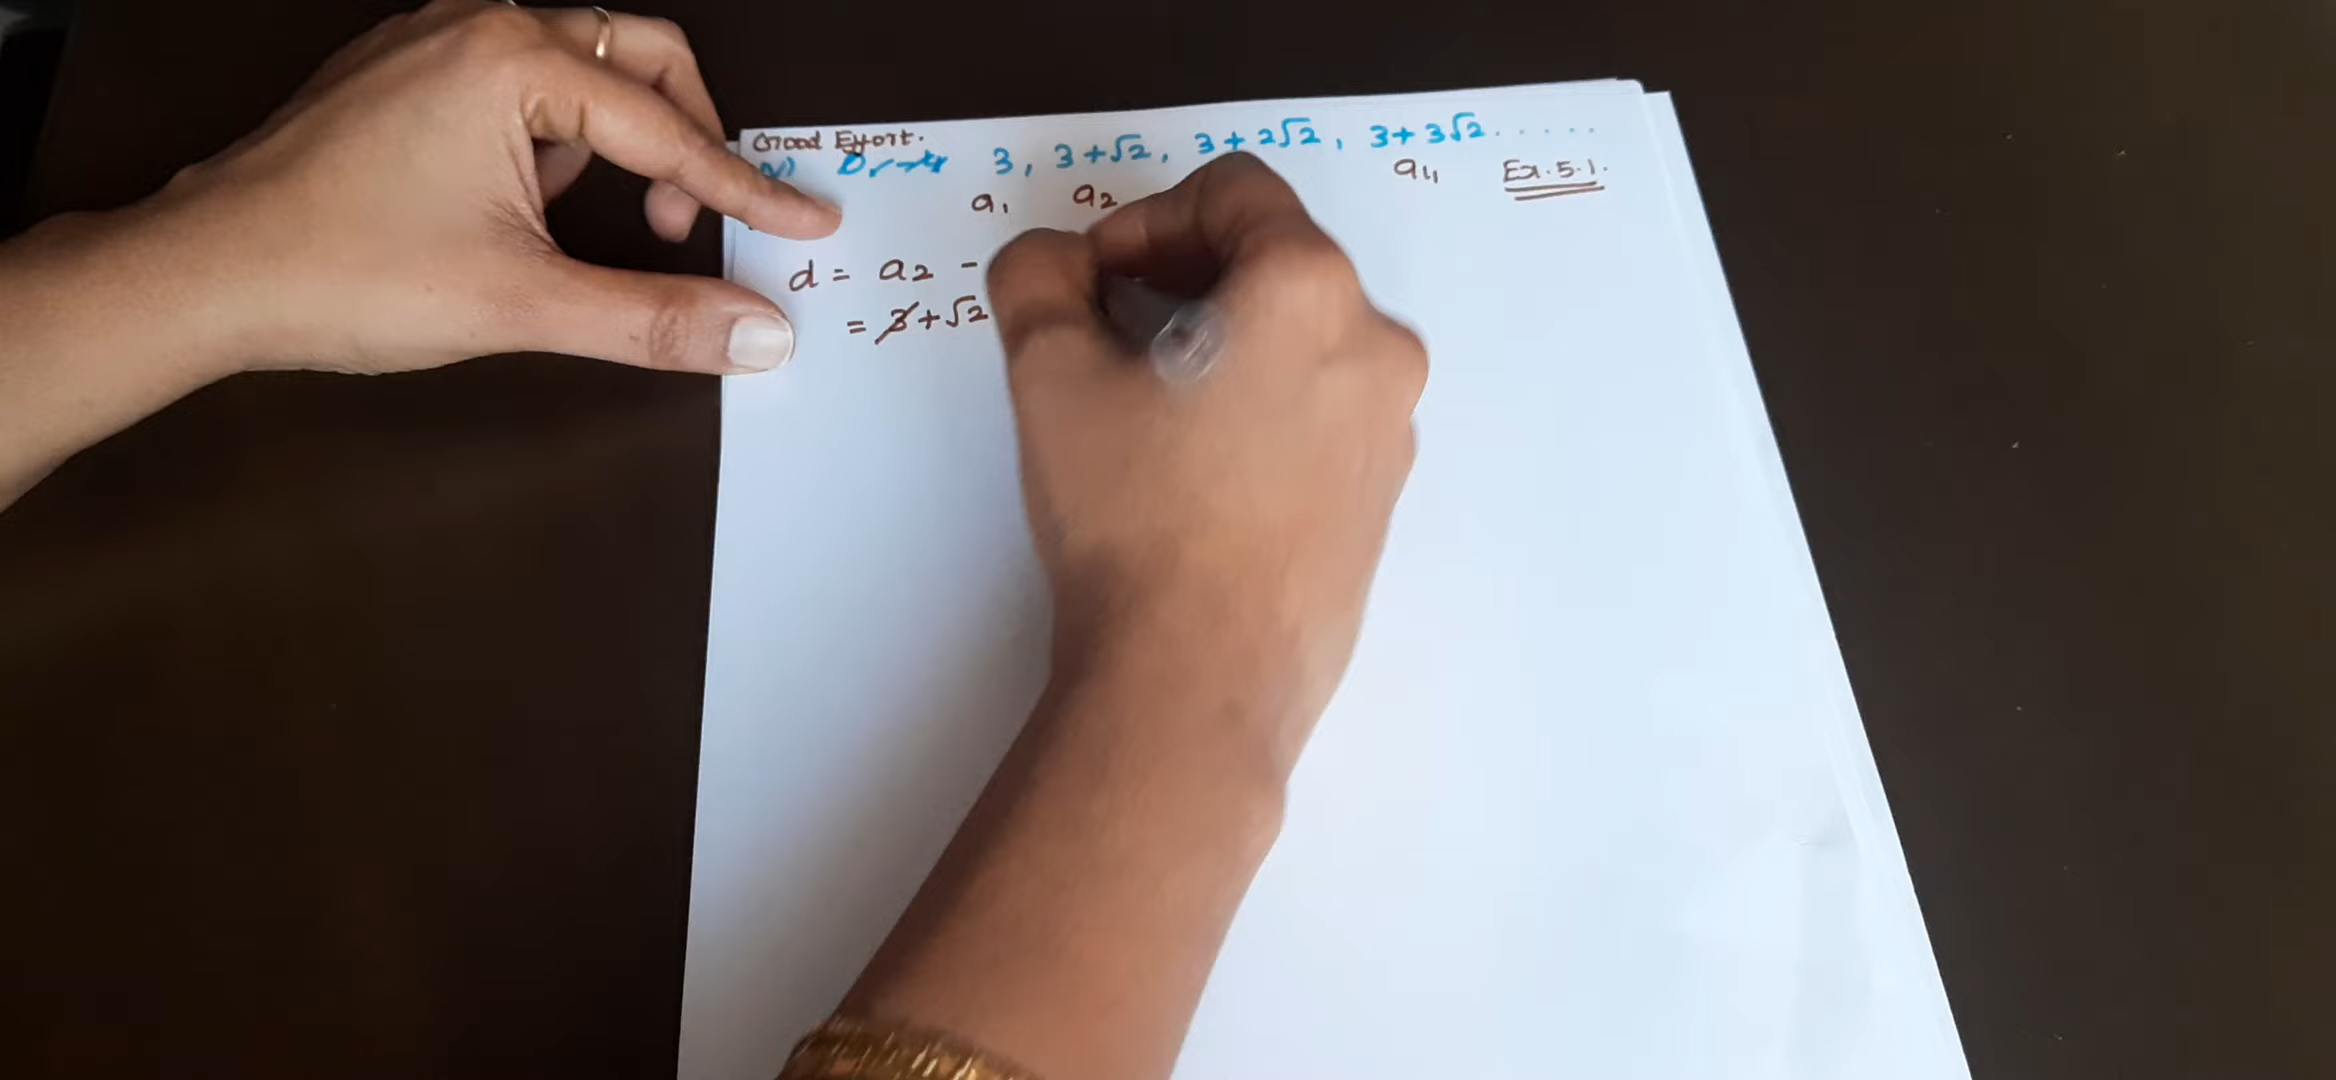 Good Effort.
v) 3, 3+√2, 3+2√2, 3+3√2.....
a₁ a₂ a₄ Ex.5.1.
d = a₂ -
= 3+√2